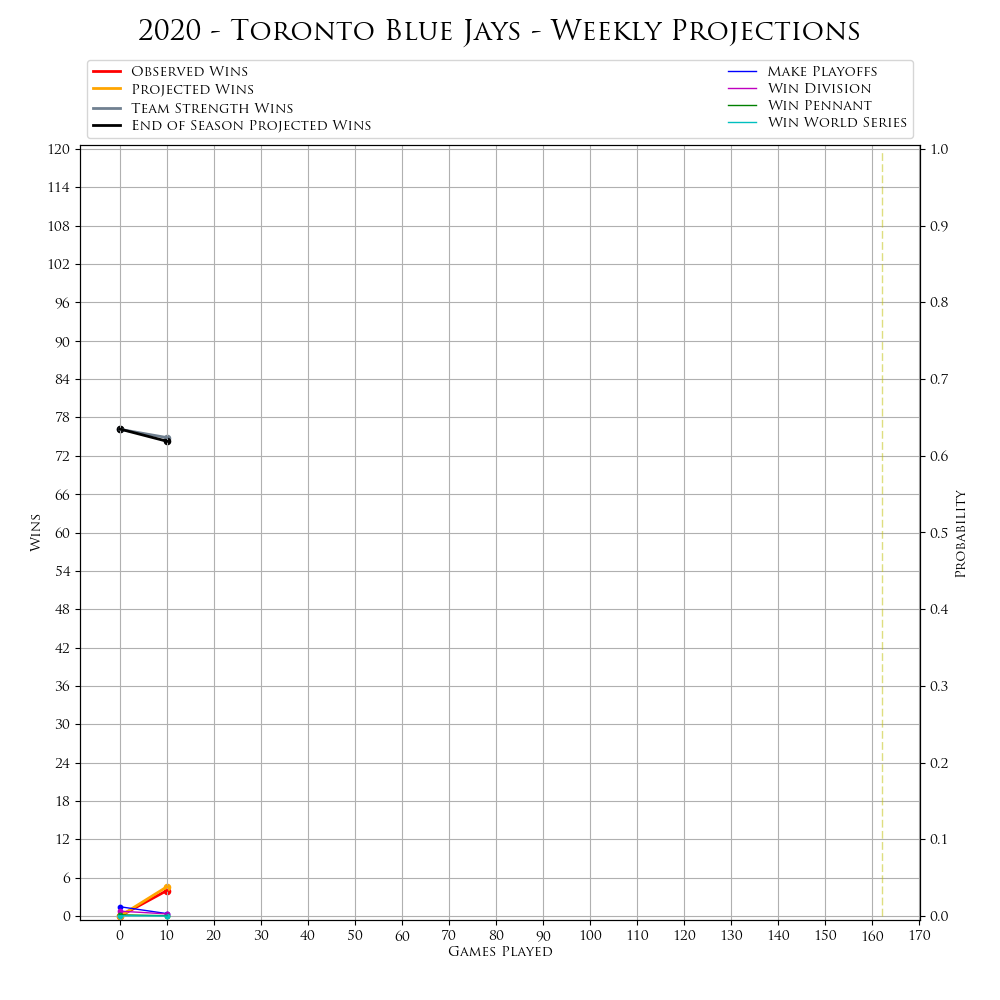 2020 - Toronto Blue Jays - Weekly Projections
Observed Wins
Projected Wins
Team Strength Wins
End of Season Projected Wins
Make Playoffs
Win Division
Win Pennant
Win World Series
120
114
108
102
96
90
84
78
72
66
60
54
48
42
36
30
24
18
12
6
0
Wins
1.0
0.9
0.8
0.7
0.6
0.5
0.4
0.3
0.2
0.1
0.0
Probability
0 10 20 30 40 50 60 70 80 90 100 110 120 130 140 150 160 170
Games Played